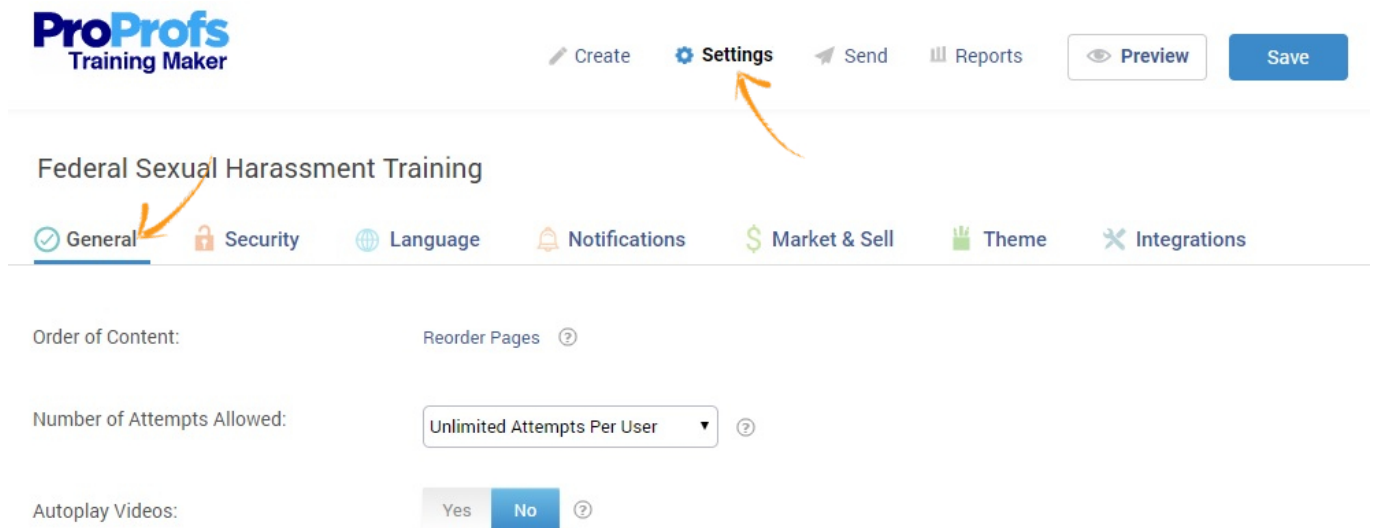 ProProfs
Training Maker
Create Settings Send Reports Preview Save
Federal Sexual Harassment Training
General Security Language Notifications Market & Sell Theme Integrations
Order of Content: Reorder Pages ?
Number of Attempts Allowed: Unlimited Attempts Per User ?
Autoplay Videos: Yes No ?